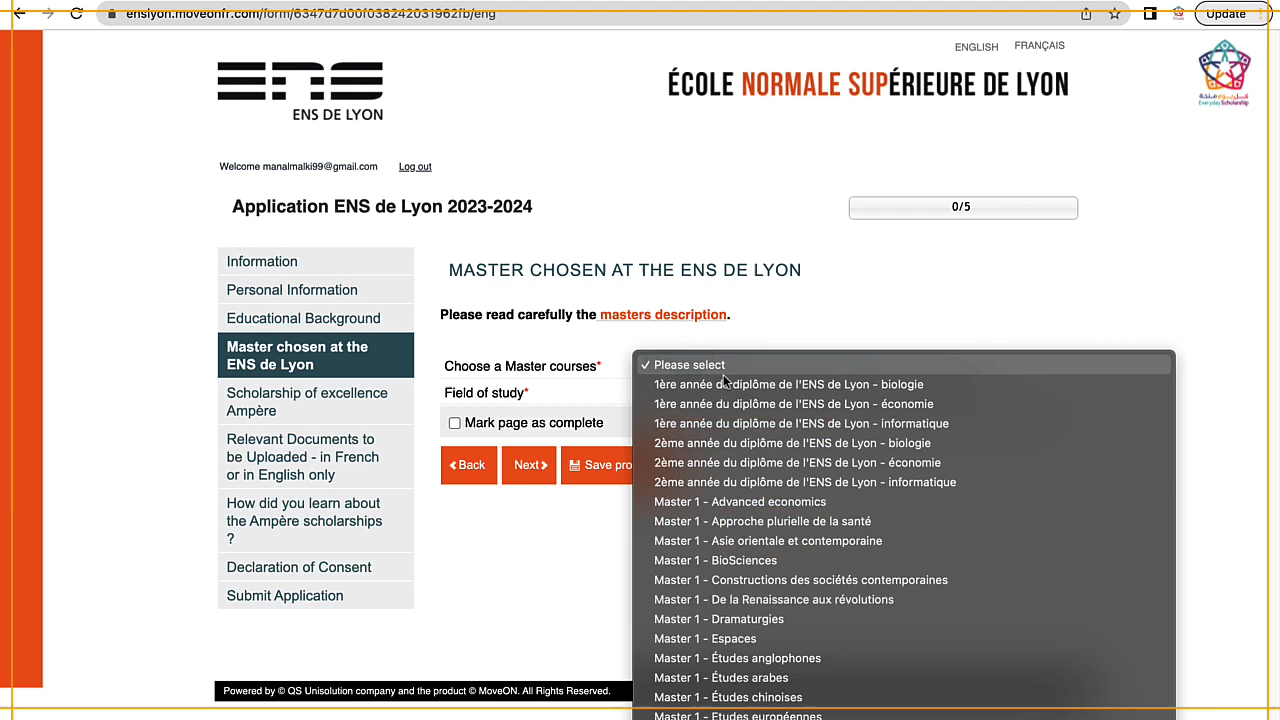 enslyon.moveonfr.com/form/6347d7d00f038242031962fb/eng
Update
ENGLISH FRANÇAIS
ENS DE LYON
ÉCOLE NORMALE SUPÉRIEURE DE LYON
كل يوم منحة
Everyday Scholarship
Welcome manalmalki99@gmail.com Log out
Application ENS de Lyon 2023-2024
0/5
Information
Personal Information
Educational Background
Master chosen at the
ENS de Lyon
Scholarship of excellence
Ampère
Relevant Documents to
be Uploaded - in French
or in English only
How did you learn about
the Ampère scholarships
?
Declaration of Consent
Submit Application
MASTER CHOSEN AT THE ENS DE LYON
Please read carefully the masters description.
Choose a Master courses*
Field of study*
Mark page as complete
Back
Next
Save pro
✓ Please select
1ère année du diplôme de l'ENS de Lyon - biologie
1ère année du diplôme de l'ENS de Lyon - économie
1ère année du diplôme de l'ENS de Lyon - informatique
2ème année du diplôme de l'ENS de Lyon - biologie
2ème année du diplôme de l'ENS de Lyon - économie
2ème année du diplôme de l'ENS de Lyon - informatique
Master 1 - Advanced economics
Master 1 - Approche plurielle de la santé
Master 1 - Asie orientale et contemporaine
Master 1 - BioSciences
Master 1 - Constructions des sociétés contemporaines
Master 1 - De la Renaissance aux révolutions
Master 1 - Dramaturgies
Master 1 - Espaces
Master 1 - Études anglophones
Master 1 - Études arabes
Master 1 - Études chinoises
Master 1 - Etudes européennes
Powered by © QS Unisolution company and the product © MoveON. All Rights Reserved.